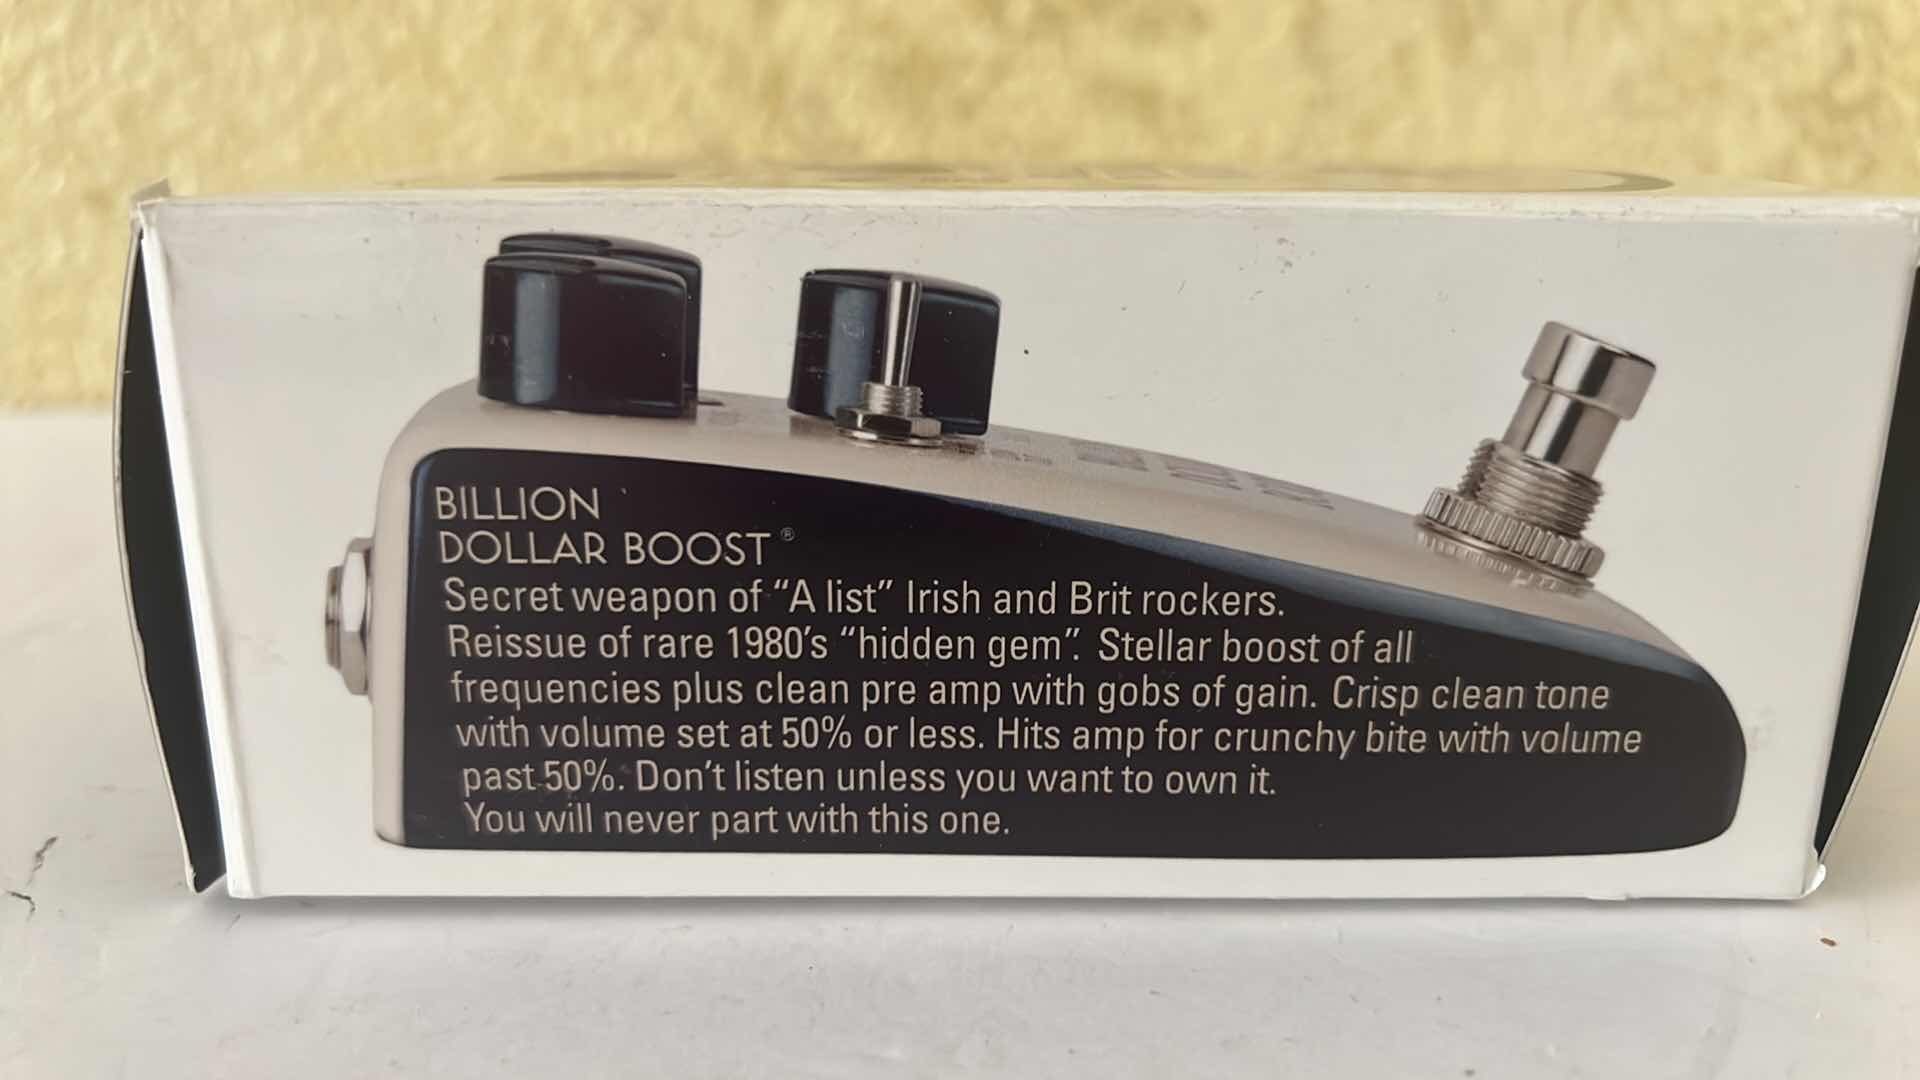 BILLION
DOLLAR BOOST®
Secret weapon of “A list” Irish and Brit rockers.
Reissue of rare 1980's “hidden gem”. Stellar boost of all
frequencies plus clean pre amp with gobs of gain. Crisp clean tone
with volume set at 50% or less. Hits amp for crunchy bite with volume
past 50%. Don't listen unless you want to own it.
You will never part with this one.